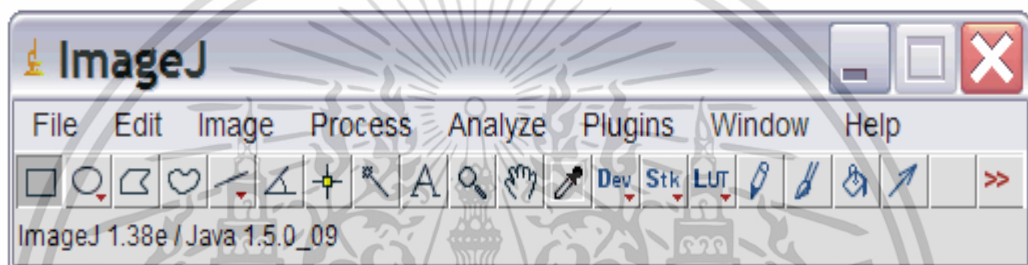 ImageJ
File Edit Image Process Analyze Plugins Window Help
A Dev Stk LUT >>
ImageJ 1.38e / Java 1.5.0_09